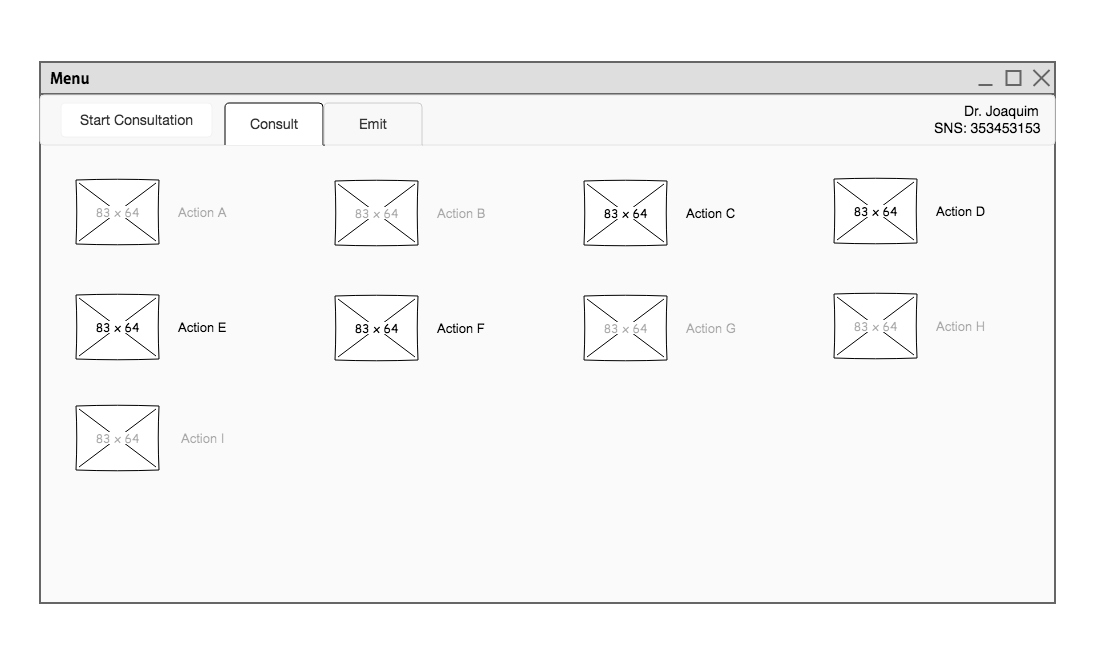 Menu
Start Consultation
Consult
Emit
Dr. Joaquim
SNS: 353453153
83 x 64
Action A
83 x 64
Action B
83 x 64
Action C
83 x 64
Action D
83 x 64
Action E
83 x 64
Action F
83 x 64
Action G
83 x 64
Action H
83 x 64
Action I